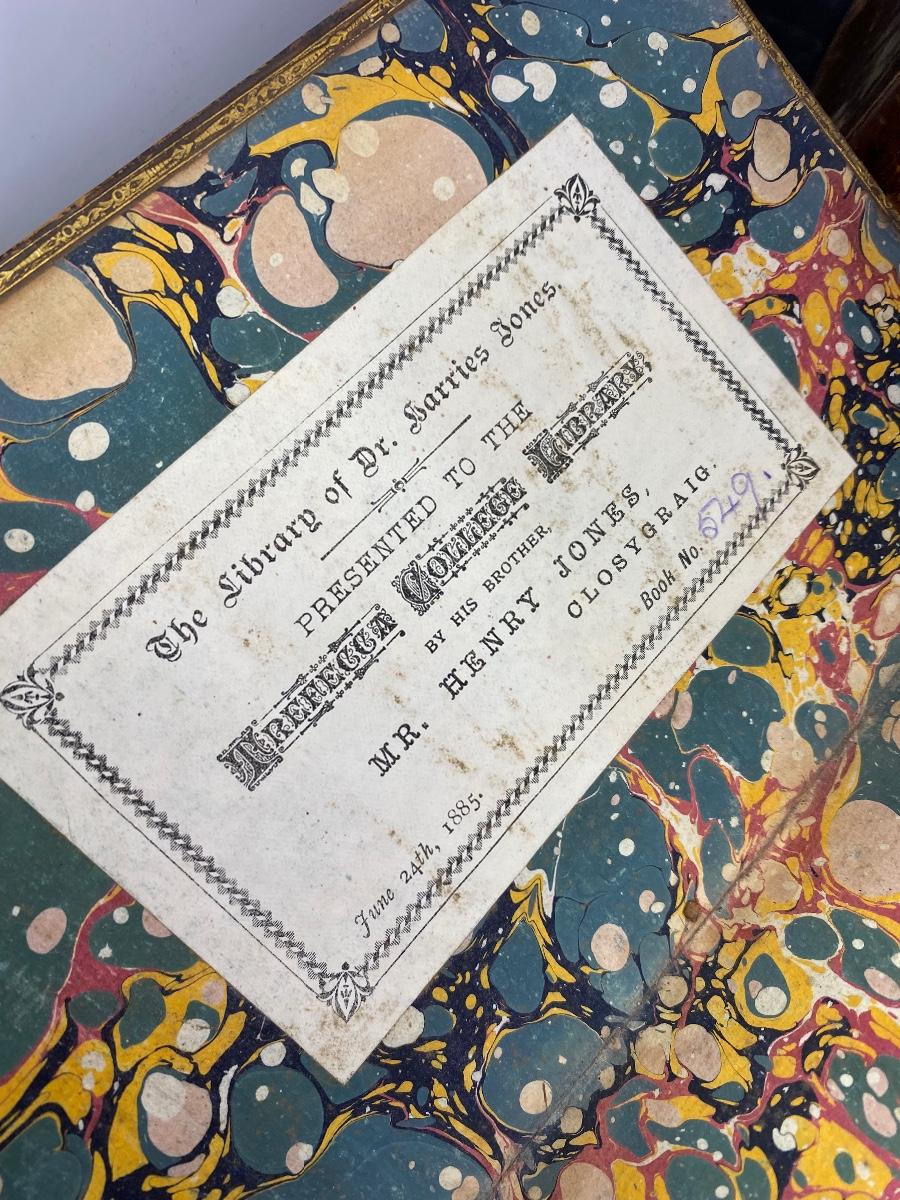 The Library of Dr. Harries Jones.
PRESENTED TO THE
TREVECCA COLLEGE LIBRARY,
BY HIS BROTHER,
MR. HENRY JONES,
CLOSYGRAIG.
June 24th, 1885.
Book No. 549.